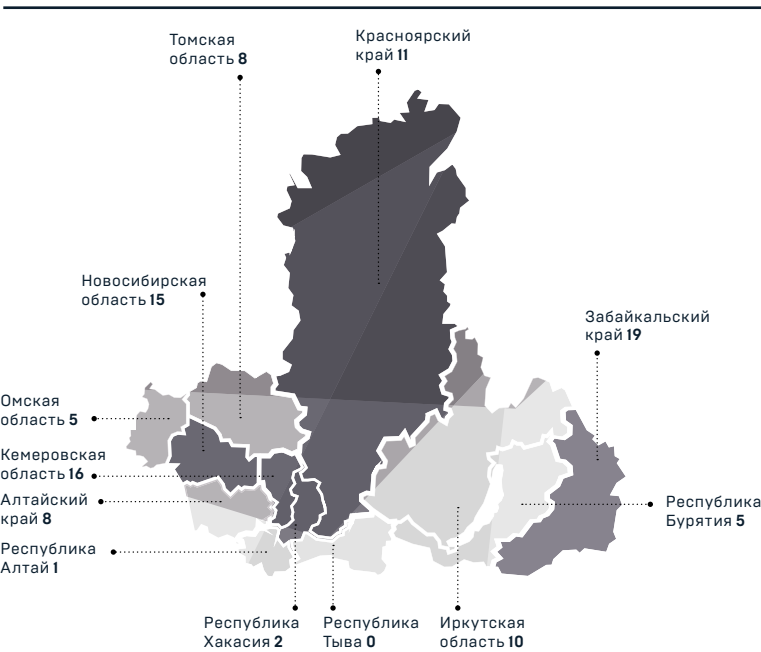 Томская
область 8
Красноярский
край 11
Новосибирская
область 15
Забайкальский
край 19
Омская
область 5
Кемеровская
область 16
Алтайский
край 8
Республика
Бурятия 5
Республика
Алтай 1
Республика
Хакасия 2
Республика
Тыва 0
Иркутская
область 10